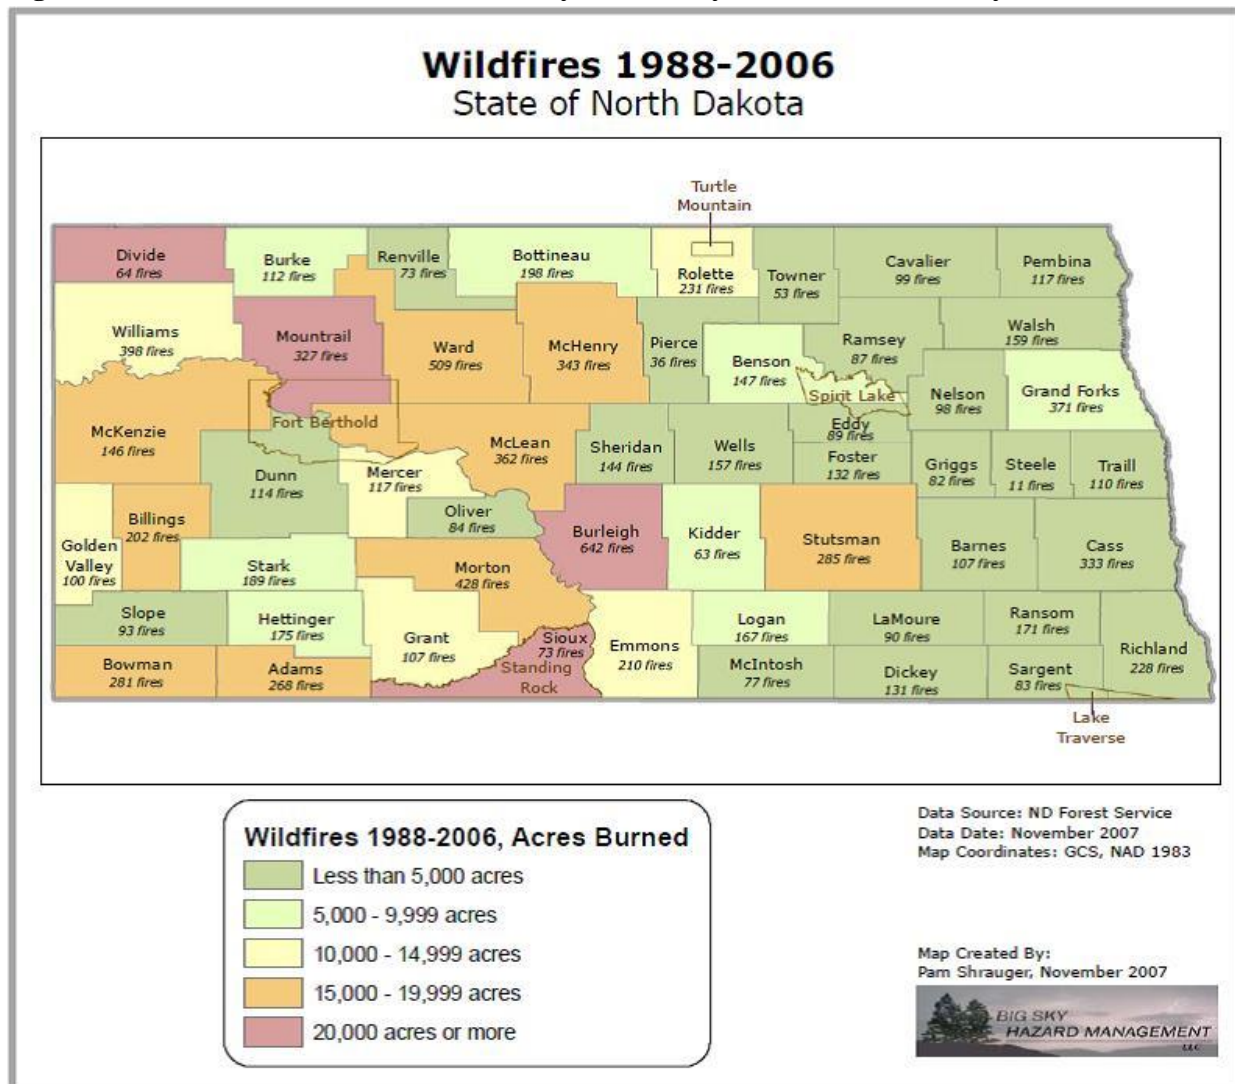 Wildfires 1988-2006
State of North Dakota
Turtle
Mountain
Divide
64 fires
Burke
112 fires
Renville
73 fires
Bottineau
198 fires
Rolette
231 fires
Towner
53 fires
Cavalier
99 fires
Pembina
117 fires
Williams
398 fires
Mountrail
327 fires
Ward
509 fires
McHenry
343 fires
Pierce
36 fires
Benson
147 fires
Ramsey
87 fires
Walsh
159 fires
Spirit Lake
Nelson
98 fires
Grand Forks
371 fires
McKenzie
146 fires
Fort Berthold
Dunn
114 fires
Mercer
117 fires
McLean
362 fires
Sheridan
144 fires
Wells
157 fires
Eddy
89 fires
Foster
132 fires
Griggs
82 fires
Steele
11 fires
Traill
110 fires
Golden
Valley
100 fires
Billings
202 fires
Stark
189 fires
Oliver
84 fires
Morton
428 fires
Burleigh
642 fires
Kidder
63 fires
Stutsman
285 fires
Barnes
107 fires
Cass
333 fires
Slope
93 fires
Hettinger
175 fires
Grant
107 fires
Sioux
73 fires
Standing
Rock
Emmons
210 fires
Logan
167 fires
LaMoure
90 fires
Ransom
171 fires
Richland
228 fires
Bowman
281 fires
Adams
268 fires
McIntosh
77 fires
Dickey
131 fires
Sargent
83 fires
Lake
Traverse
Wildfires 1988-2006, Acres Burned
Less than 5,000 acres
5,000 - 9,999 acres
10,000 - 14,999 acres
15,000 - 19,999 acres
20,000 acres or more
Data Source: ND Forest Service
Data Date: November 2007
Map Coordinates: GCS, NAD 1983
Map Created By:
Pam Shrauger, November 2007
BIG SKY
HAZARD MANAGEMENT
LLC